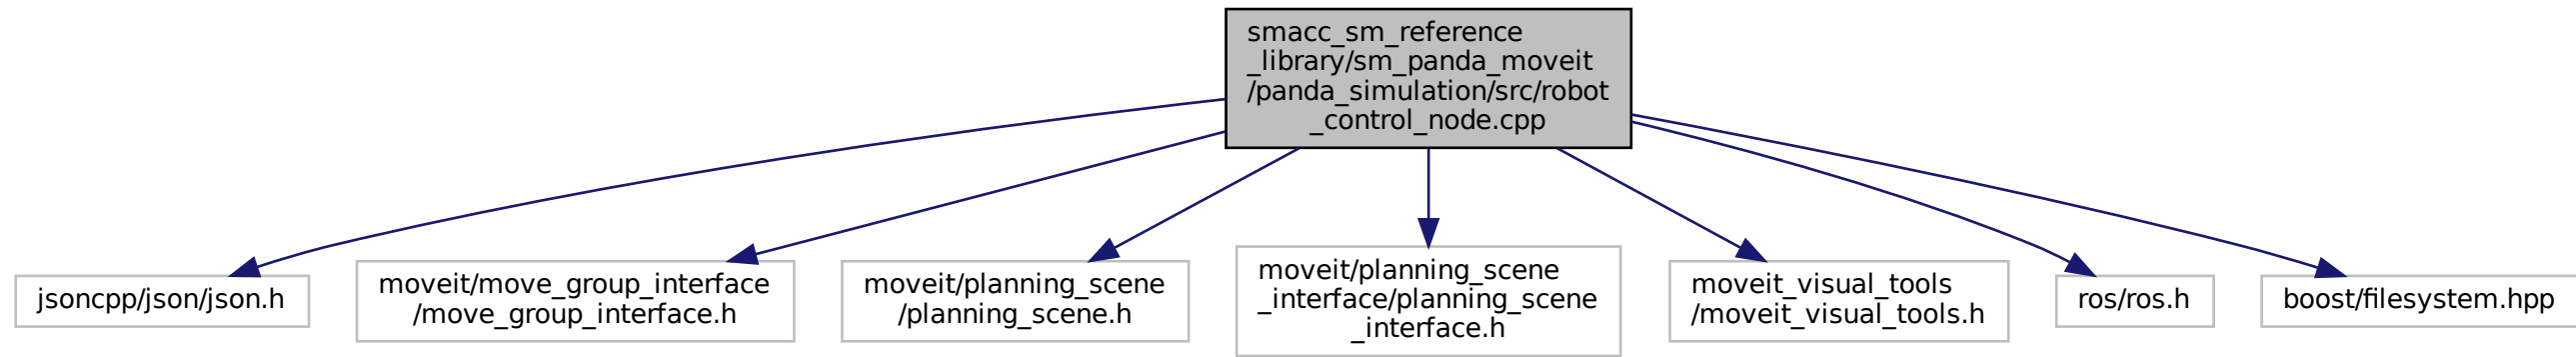 smacc_sm_reference
_library/sm_panda_moveit
/panda_simulation/src/robot
_control_node.cpp
jsoncpp/json/json.h
moveit/move_group_interface
/move_group_interface.h
moveit/planning_scene
/planning_scene.h
moveit/planning_scene
_interface/planning_scene
_interface.h
moveit_visual_tools
/moveit_visual_tools.h
ros/ros.h
boost/filesystem.hpp